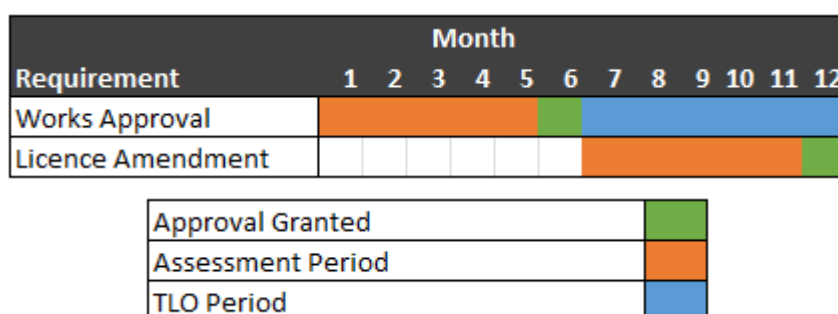 Month
Requirement 1 2 3 4 5 6 7 8 9 10 11 12
Works Approval
Licence Amendment
Approval Granted
Assessment Period
TLO Period